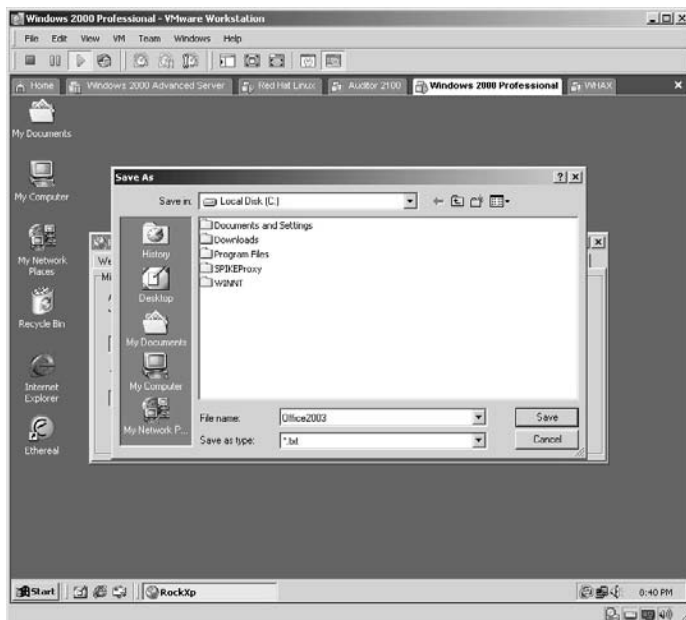 Windows 2000 Professional - VMware Workstation
File Edit View VM Team Windows Help
Home Windows 2000 Advanced Server Red Hat Linux Auditor 2100 Windows 2000 Professional WHAX
My Documents
My Computer
My Network Places
Recycle Bin
Internet Explorer
Ethereal
Save As
Save in: Local Disk (C:)
History
Desktop
My Documents
My Computer
My Network P...
Documents and Settings
Downloads
Program Files
SPIKEProxy
WINNT
File name: Office2003 Save
Save as type: *.txt Cancel
We
Mi
Start RockXp 8:40 PM